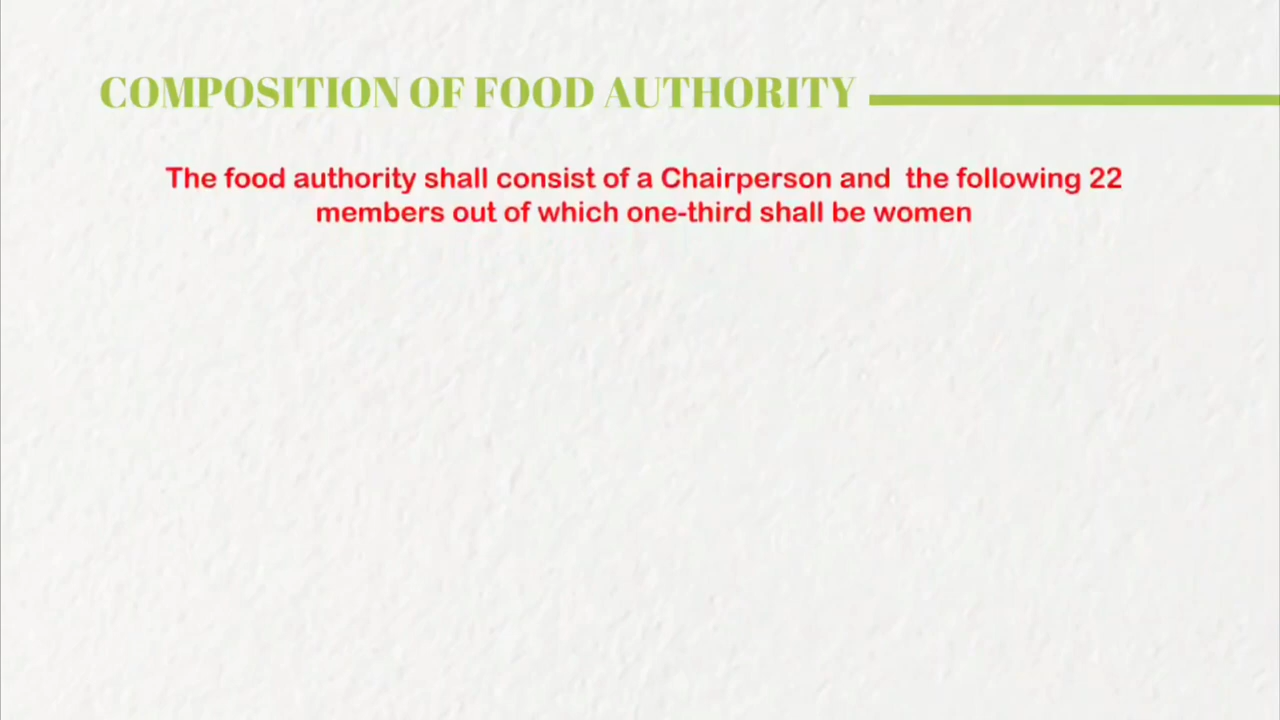 COMPOSITION OF FOOD AUTHORITY
The food authority shall consist of a Chairperson and the following 22
members out of which one-third shall be women